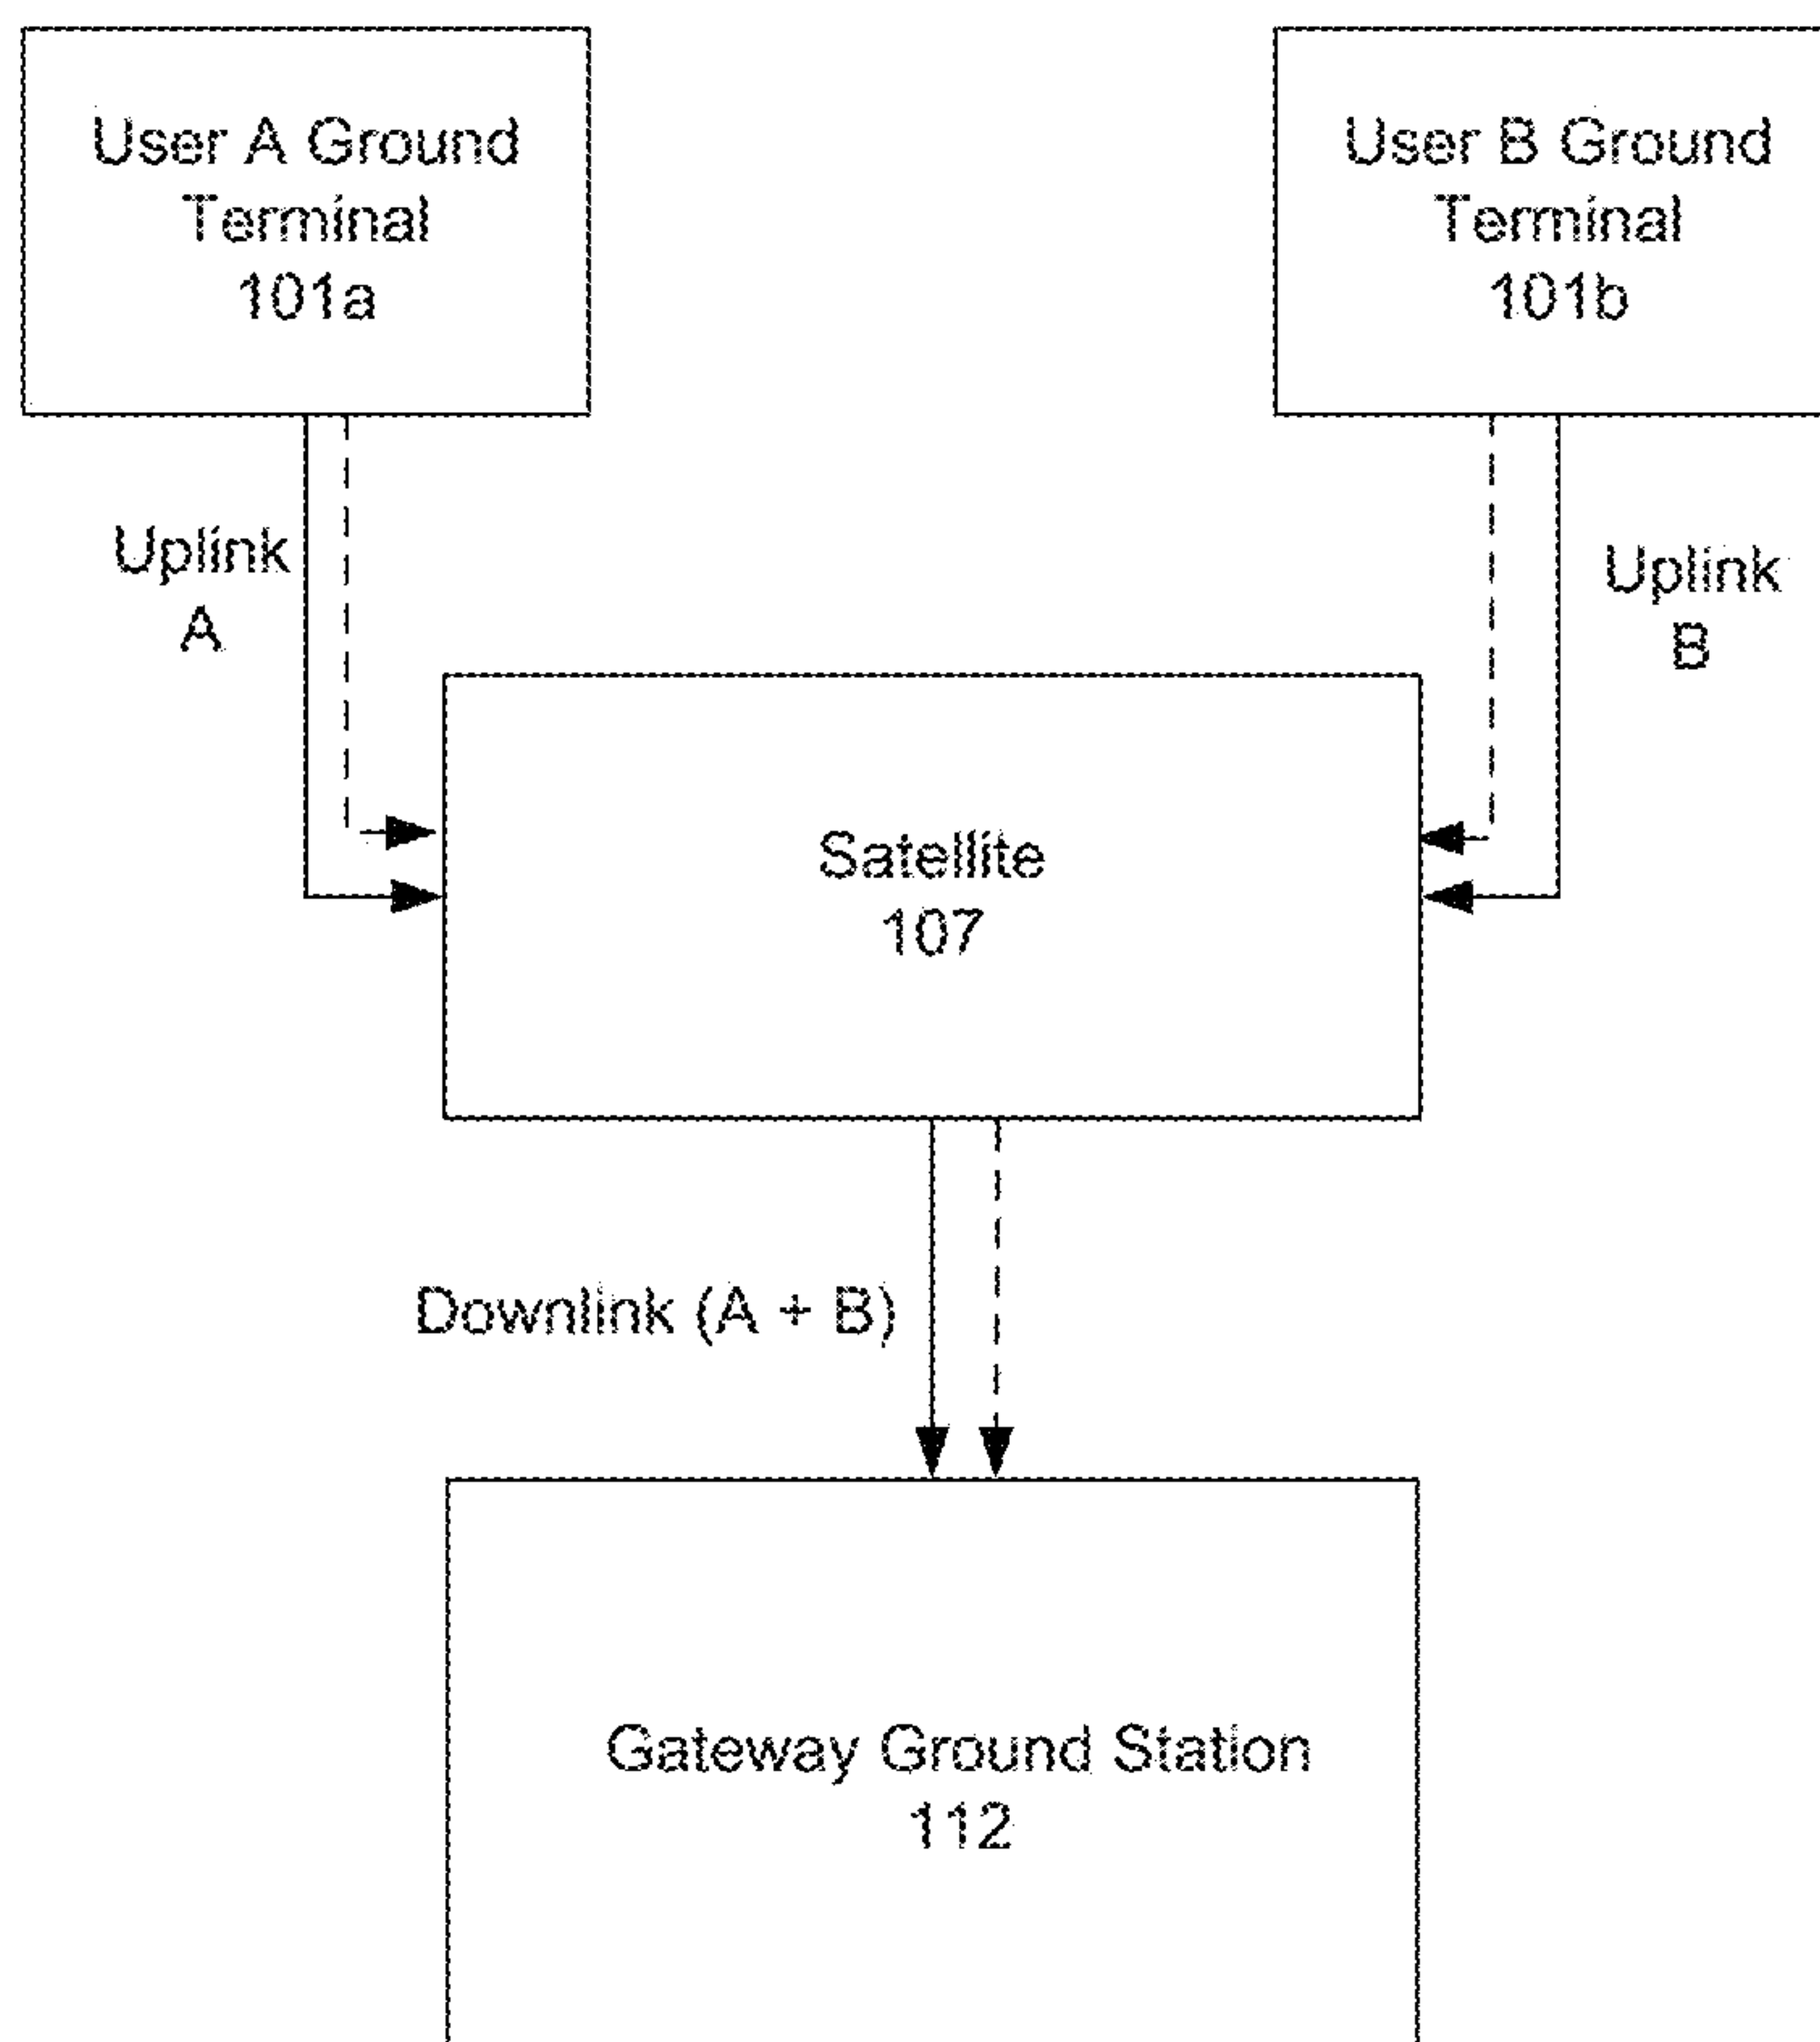 User A Ground
Terminal
101a
User B Ground
Terminal
101b
Uplink
A
Uplink
B
Satellite
107
Downlink (A + B)
Gateway Ground Station
112